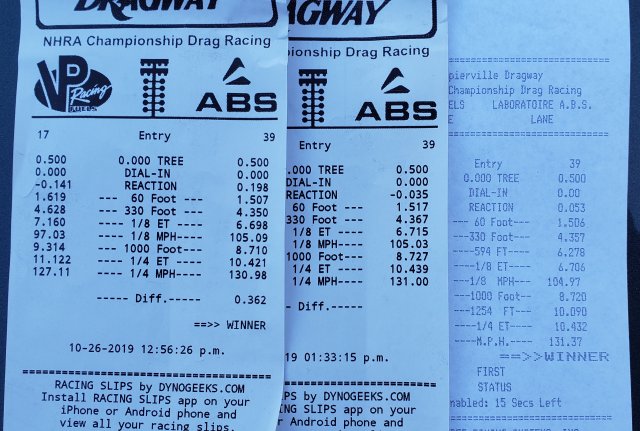 DRAGWAY
NHRA Championship Drag Racing
VP Racing FUELS
ABS
17 Entry 39
0.500 0.000 TREE 0.500
0.000 DIAL-IN 0.000
-0.141 REACTION 0.198
1.619 --- 60 Foot--- 1.507
4.628 --- 330 Foot--- 4.350
7.160 ----- 1/8 ET---- 6.698
97.03 ---- 1/8 MPH----- 105.09
9.314 --- 1000 Foot--- 8.710
11.122 ---- 1/4 ET---- 10.421
127.11 ---- 1/4 MPH---- 130.98
----- Diff.----- 0.362
==>> WINNER
10-26-2019 12:56:26 p.m.
RACING SLIPS by DYNOGEEKS.COM
Install RACING SLIPS app on your
iPhone or Android phone and
view all your racing slips.
AGWAY
pionship Drag Racing
ABS
Entry 39
.000 TREE 0.500
DIAL-IN 0.000
REACTION -0.035
60 Foot--- 1.517
330 Foot--- 4.367
1/8 ET---- 6.715
1/8 MPH---- 105.03
1000 Foot-- 8.727
1/4 ET---- 10.439
1/4 MPH---- 131.00
- Diff.-----
19 01:33:15 p.m.
ING SLIPS by DYNOGEEKS.COM
RACING SLIPS app on your
or Android phone and
all your racing slips.
pierville Dragway
Championship Drag Racing
ELS LABORATOIRE A.B.S.
E LANE
Entry 39
0.000 TREE 0.500
DIAL-IN 0.00
REACTION 0.053
--- 60 Foot--- 1.506
---330 Foot--- 4.357
----594 FT---- 6.278
----1/8 ET---- 6.706
---1/8 MPH--- 104.97
---1000 Foot-- 8.720
---1254 FT--- 10.090
----1/4 ET---- 10.432
----M.P.H.---- 131.37
==>>WINNER
FIRST
STATUS
nabled: 15 Secs Left